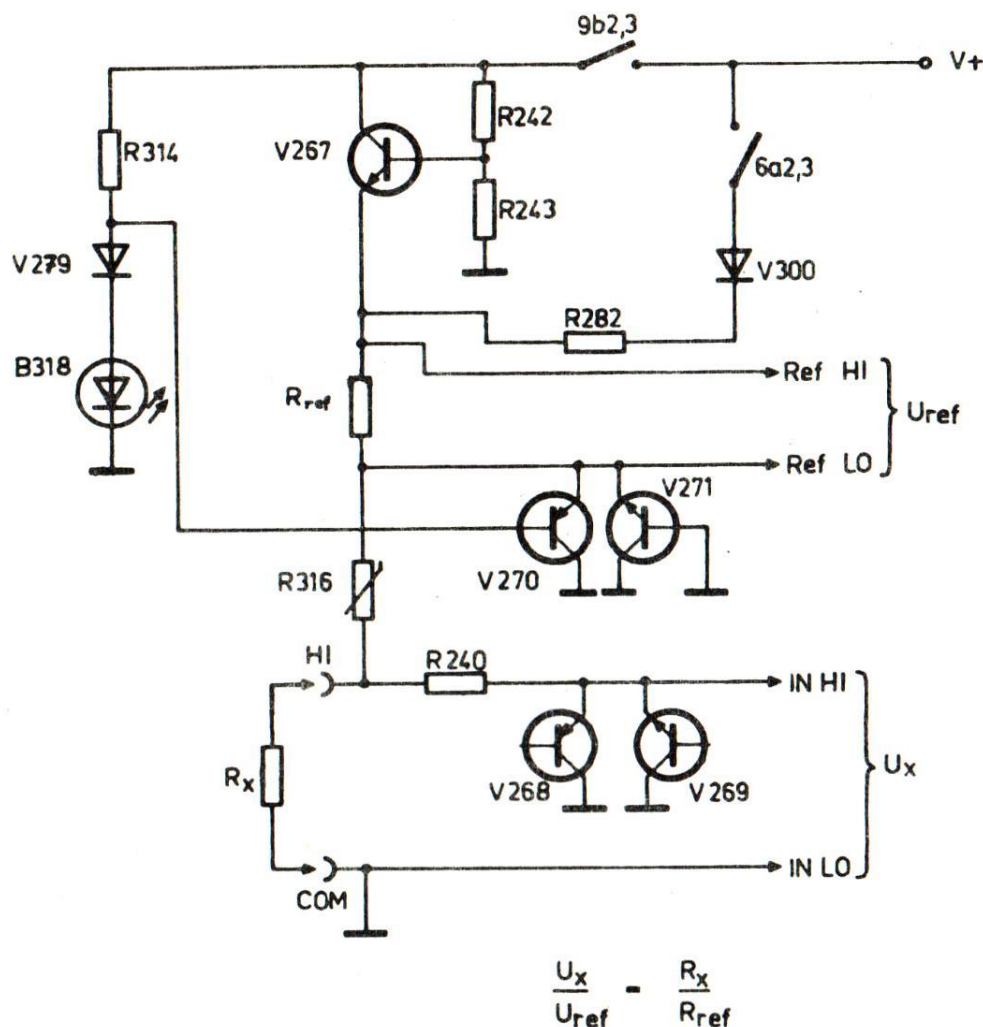 9b2,3
V+
R242
R314
V267
6a2,3
R243
V279
V300
R282
B318
Ref HI
Rref
Uref
Ref LO
V271
V270
R316
HI
R240
IN HI
Rx
V268
V269
Ux
IN LO
COM
Ux - Rx
Uref Rref